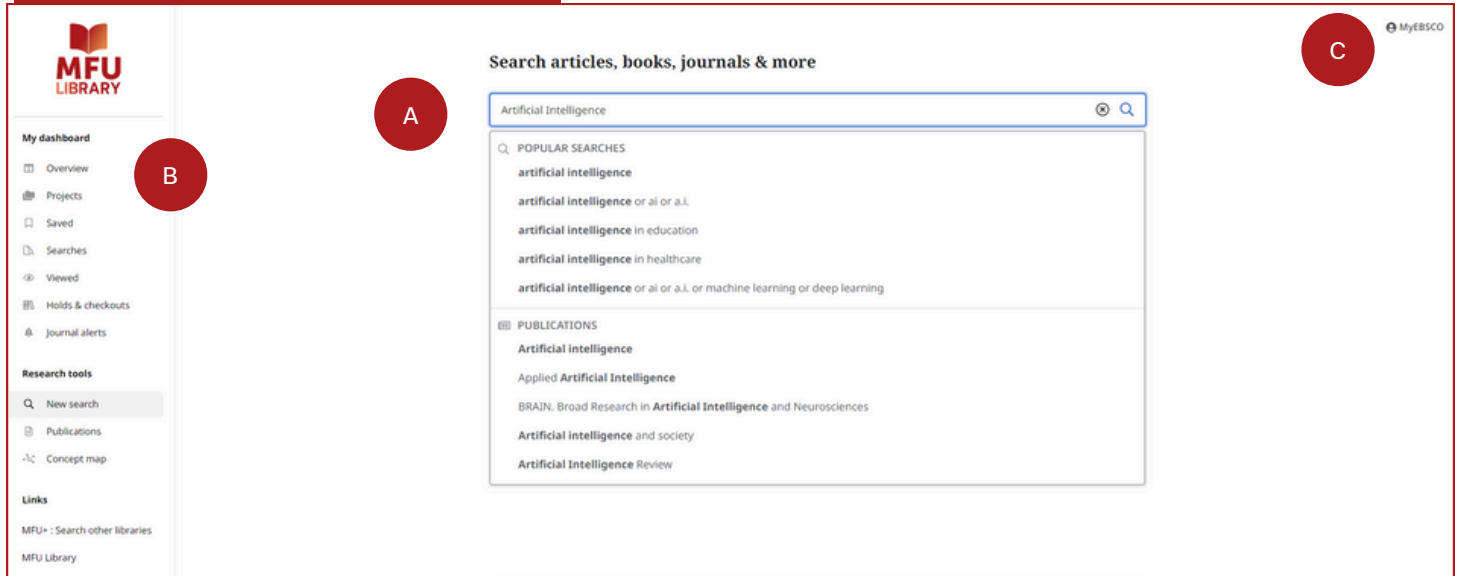 MyEBSCO
C
MFU
LIBRARY
Search articles, books, journals & more
A
Artificial Intelligence
My dashboard
Overview
B
Projects
Saved
Searches
Viewed
Holds & checkouts
Journal alerts
Research tools
New search
Publications
Concept map
Links
MFU+ : Search other libraries
MFU Library
POPULAR SEARCHES
artificial intelligence
artificial intelligence or ai or a.i.
artificial intelligence in education
artificial intelligence in healthcare
artificial intelligence or ai or a.i. or machine learning or deep learning
PUBLICATIONS
Artificial intelligence
Applied Artificial Intelligence
BRAIN. Broad Research in Artificial Intelligence and Neurosciences
Artificial intelligence and society
Artificial Intelligence Review